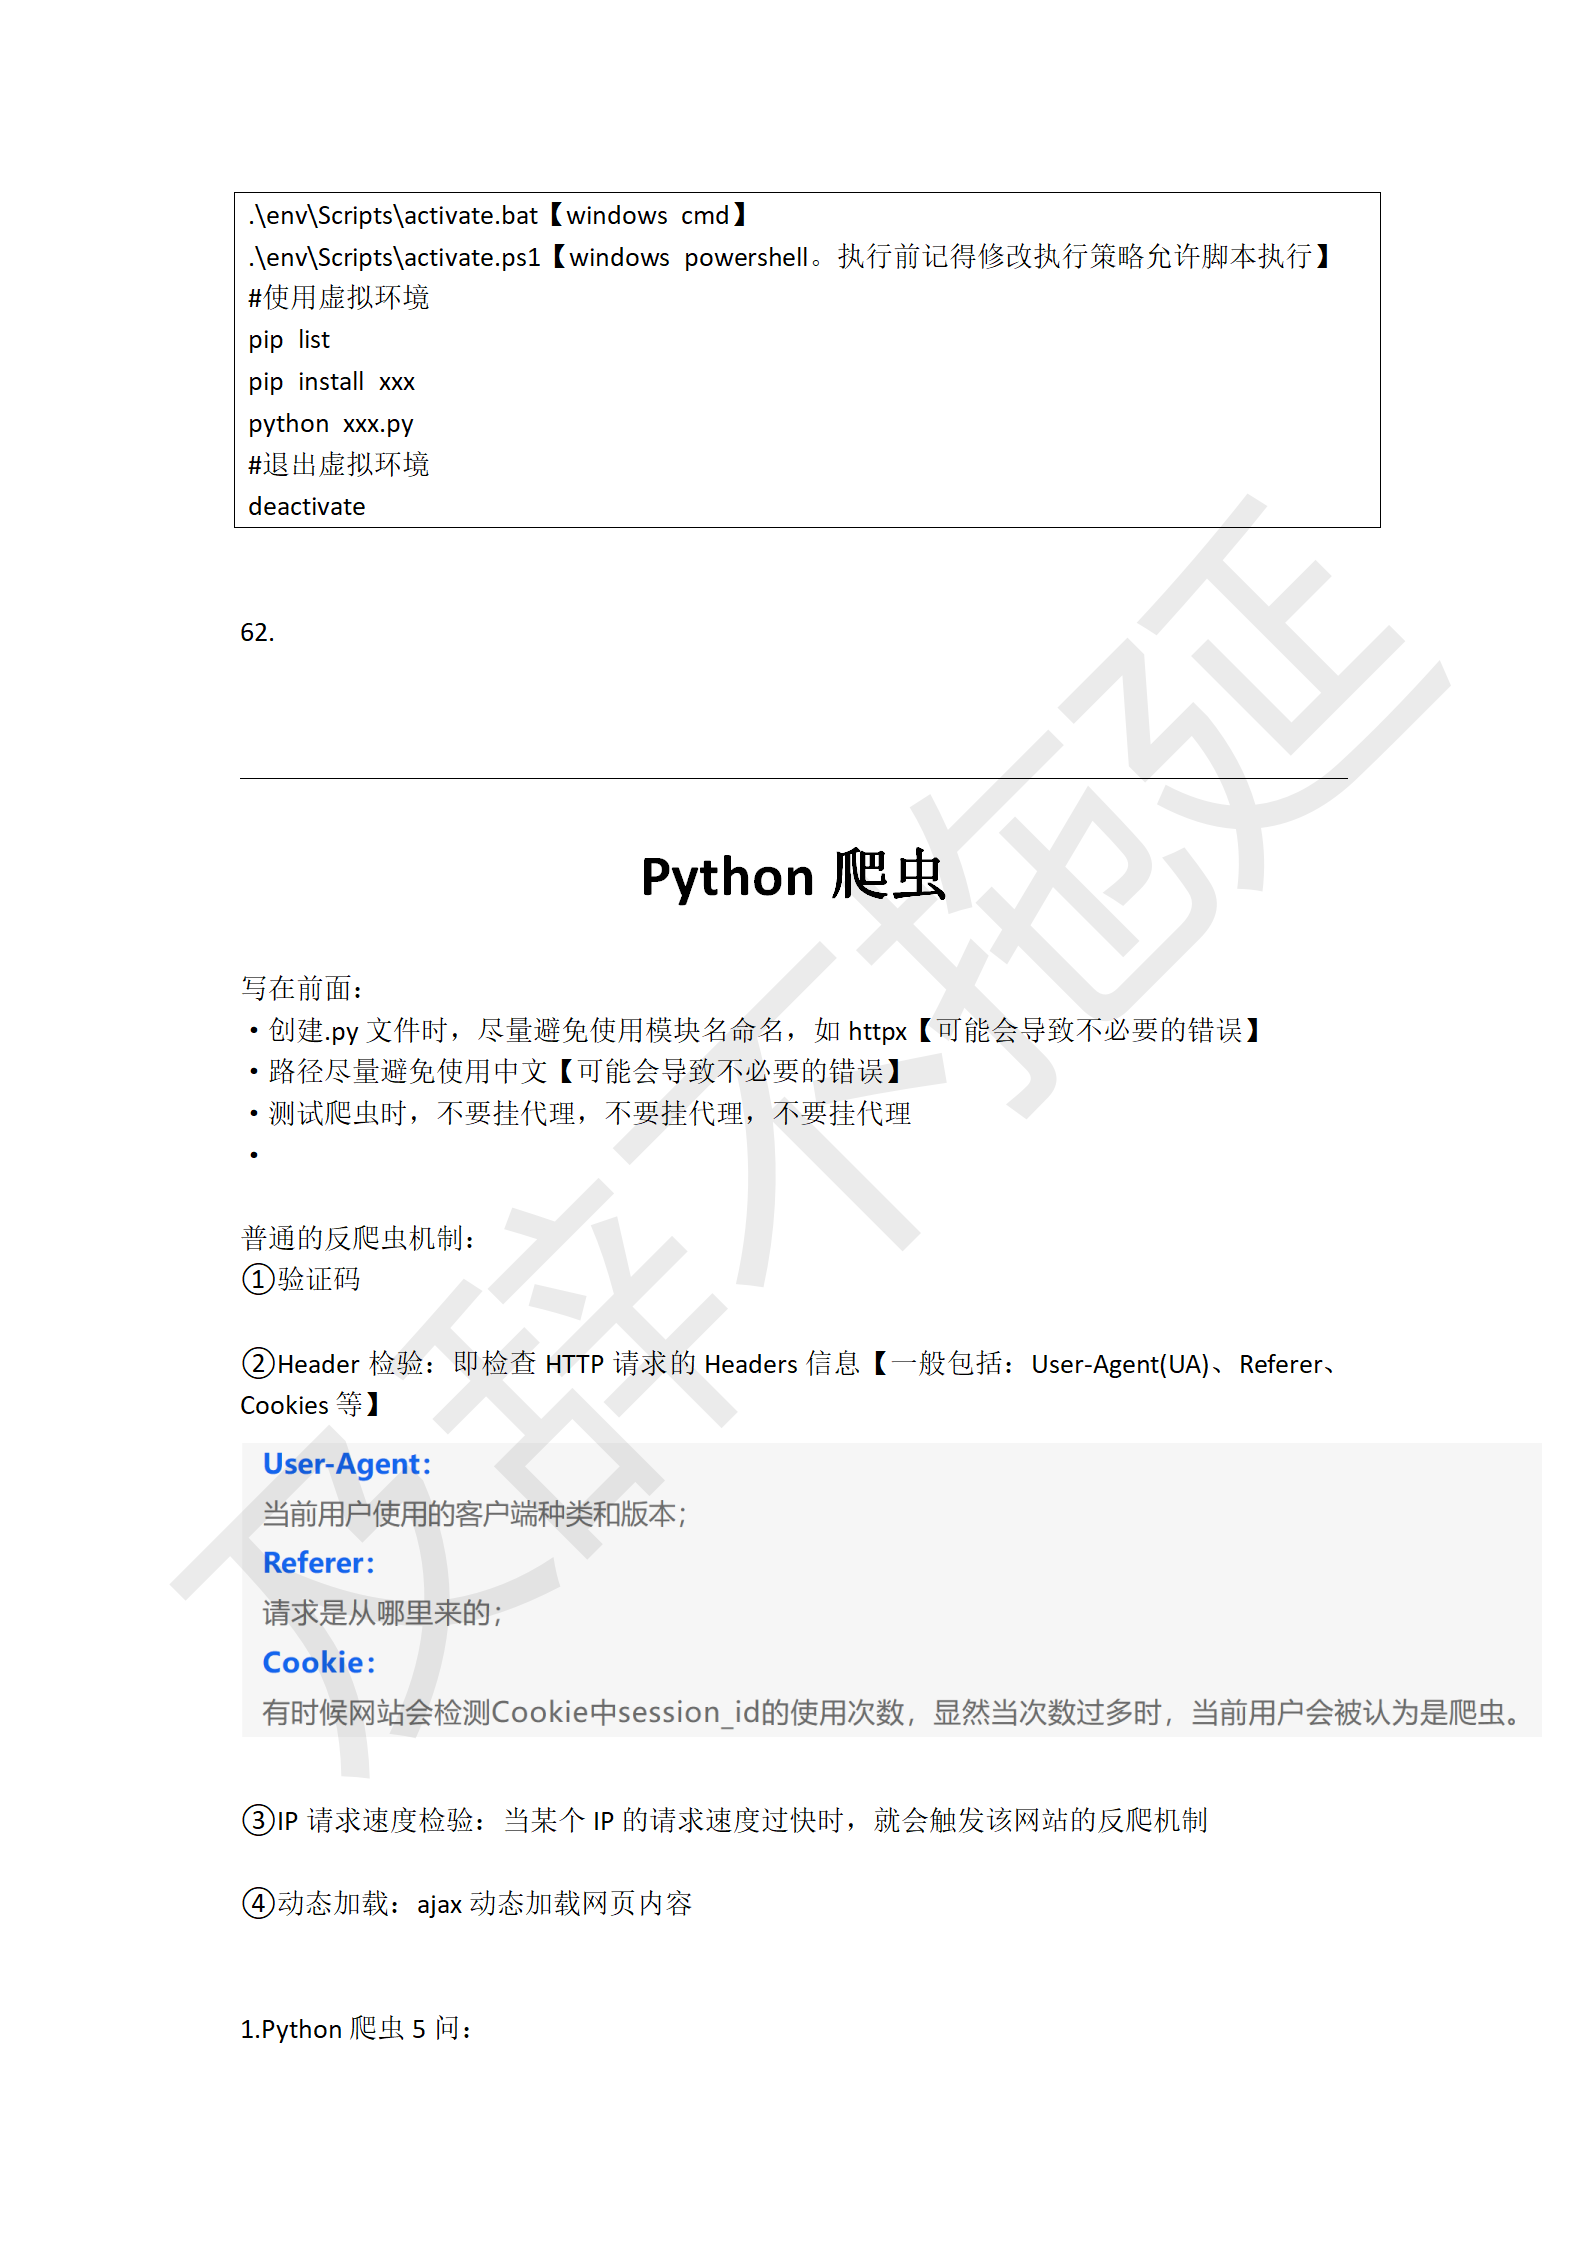 .\env\Scripts\activate.bat【windows cmd】
.\env\Scripts\activate.ps1【windows powershell。执行前记得修改执行策略允许脚本执行】
#使用虚拟环境
pip list
pip install xxx
python xxx.py
#退出虚拟环境
deactivate
62.
Python 爬虫
写在前面：
·创建.py 文件时，尽量避免使用模块名命名，如 httpx【可能会导致不必要的错误】
·路径尽量避免使用中文【可能会导致不必要的错误】
·测试爬虫时，不要挂代理，不要挂代理，不要挂代理
·
普通的反爬虫机制：
①验证码
②Header 检验：即检查 HTTP 请求的 Headers 信息【一般包括：User-Agent(UA)、Referer、
Cookies 等】
User-Agent：
当前用户使用的客户端种类和版本；
Referer：
请求是从哪里来的；
Cookie：
有时候网站会检测Cookie中session_id的使用次数，显然当次数过多时，当前用户会被认为是爬虫。
③IP 请求速度检验：当某个 IP 的请求速度过快时，就会触发该网站的反爬机制
④动态加载：ajax 动态加载网页内容
1.Python 爬虫 5 问：
及辞不拖延